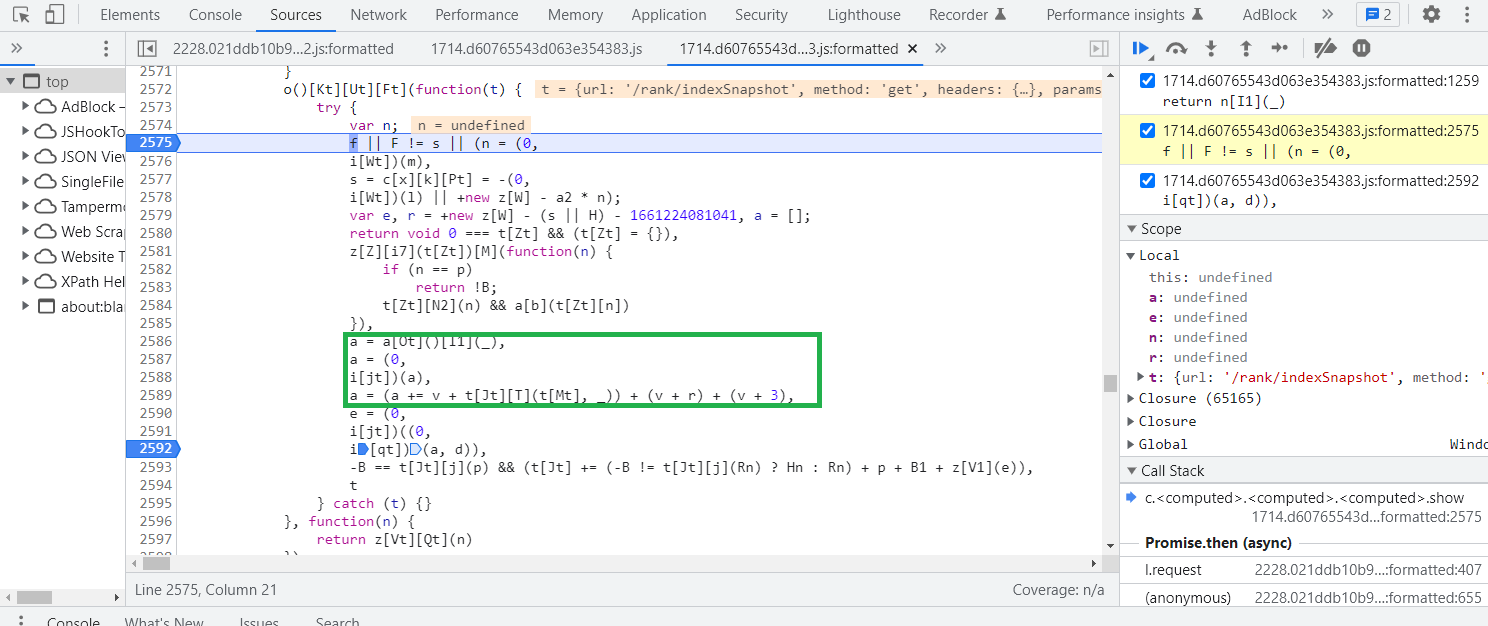 Elements Console Sources Network Performance Memory Application Security Lighthouse Recorder Performance insights AdBlock » 2
» 2228.021ddb10b9...2.js:formatted 1714.d60765543d063e354383.js 1714.d60765543d...3.js:formatted × »
top
AdBlock –
JSHookTo
JSON View
SingleFile
Tampermo
Web Scrap
Website T
XPath Hel
about:blan
2571 }
2572 o()[Kt][Ut][Ft](function(t) { t = {url: '/rank/indexSnapshot', method: 'get', headers: {…}, params
2573 try {
2574 var n; n = undefined
2575 f || F != s || (n = (0,
2576 i[Wt])(m),
2577 s = c[x][k][Pt] = -(0,
2578 i[Wt])(l) || +new z[W] - a2 * n);
2579 var e, r = +new z[W] - (s || H) - 1661224081041, a = [];
2580 return void 0 === t[Zt] && (t[Zt] = {}),
2581 z[Z][i7](t[Zt])[M](function(n) {
2582 if (n == p)
2583 return !B;
2584 t[Zt][N2](n) && a[b](t[Zt][n])
2585 }),
2586 a = a[Ot]()[I1](_),
2587 a = (0,
2588 i[jt])(a),
2589 a = (a += v + t[Jt][T](t[Mt], _)) + (v + r) + (v + 3),
2590 e = (0,
2591 i[jt])((0,
2592 i[qt])(a, d)),
2593 -B == t[Jt][j](p) && (t[Jt] += (-B != t[Jt][j](Rn) ? Hn : Rn) + p + B1 + z[V1](e)),
2594 t
2595 } catch (t) {}
2596 }, function(n) {
2597 return z[Vt][Qt](n)
2598 })
Line 2575, Column 21 Coverage: n/a
Console What's New Issues Search
1714.d60765543d063e354383.js:formatted:1259
return n[I1](_)
1714.d60765543d063e354383.js:formatted:2575
f || F != s || (n = (0,
1714.d60765543d063e354383.js:formatted:2592
i[qt])(a, d)),
Scope
Local
this: undefined
a: undefined
e: undefined
n: undefined
r: undefined
t: {url: '/rank/indexSnapshot', method: '
Closure (65165)
Closure
Global Windo
Call Stack
c.<computed>.<computed>.<computed>.show
1714.d60765543d...formatted:2575
Promise.then (async)
l.request 2228.021ddb10b9...:formatted:407
(anonymous) 2228.021ddb10b9...:formatted:655